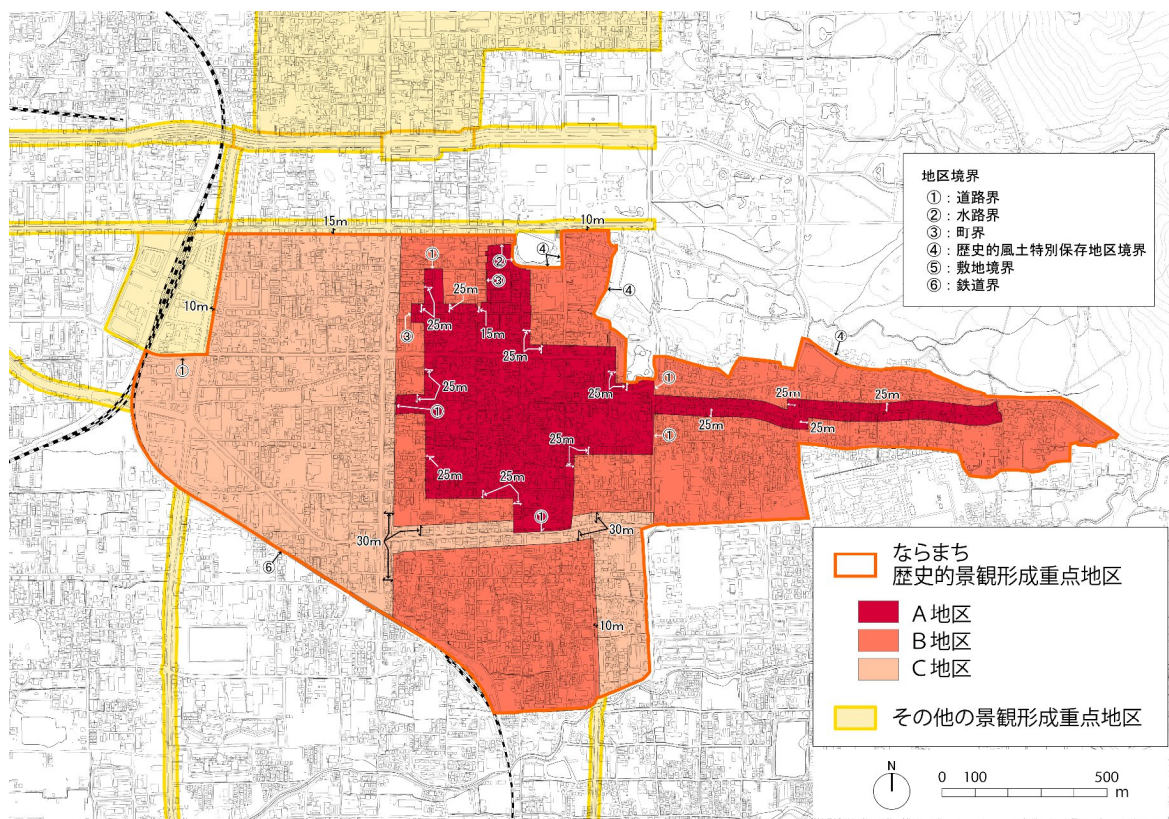 15m
10m
④
地区境界
①：道路界
②：水路界
③：町界
④：歴史的風土特別保存地区境界
⑤：敷地境界
⑥：鉄道界
①
②
③
④
10m
25m
25m
15m
③
25m
①
④
25m
25m
①
25m
25m
25m
25m
①
①
25m
25m
25m
①
30m
30m
⑥
10m
ならまち
歴史的景観形成重点地区
A地区
B地区
C地区
その他の景観形成重点地区
N
0 100 500
m